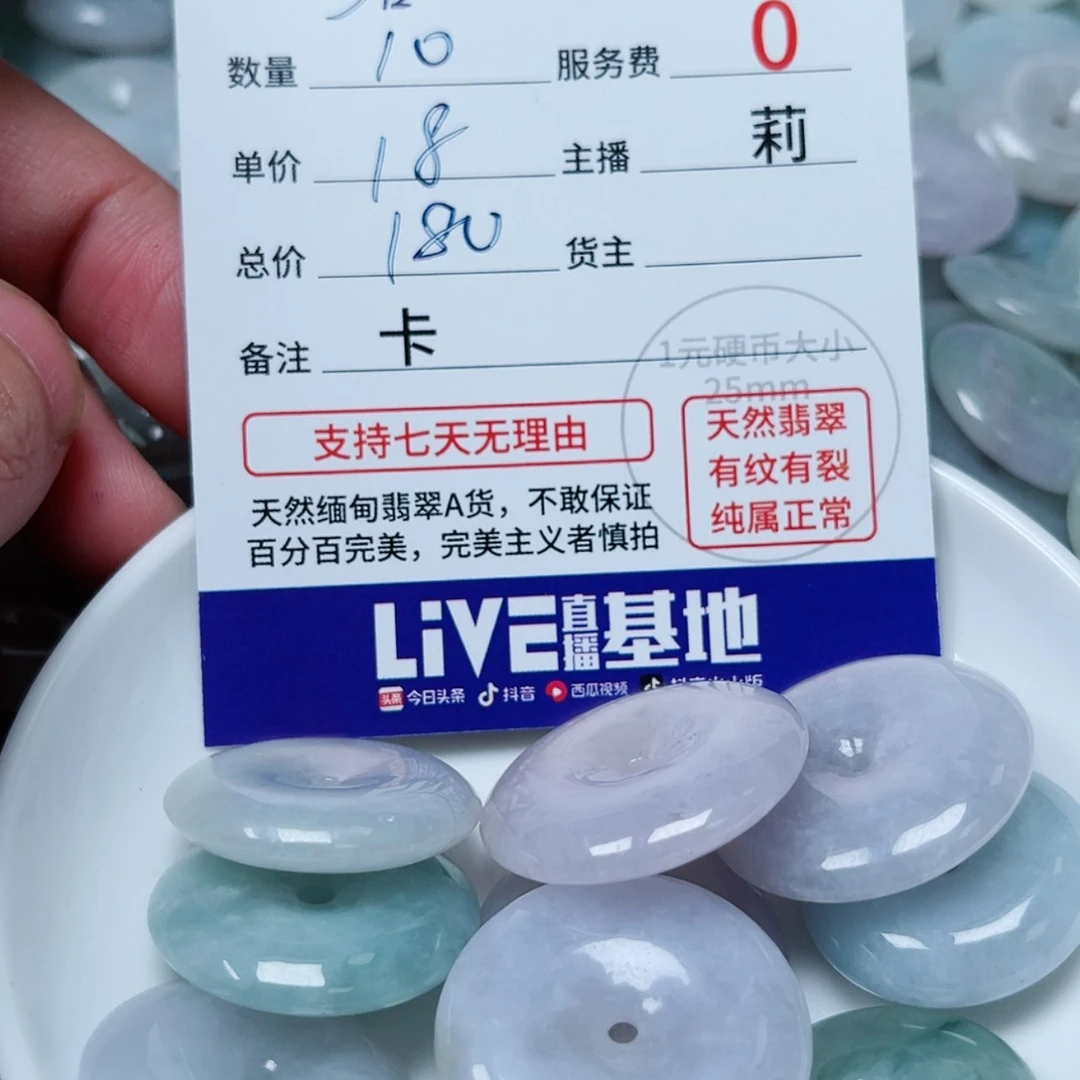 数量 10 服务费 0
单价 18 主播 莉
总价 180 货主
备注 卡
1元硬币大小
25mm
支持七天无理由
天然翡翠
有纹有裂
纯属正常
天然缅甸翡翠A货，不敢保证
百分百完美，完美主义者慎拍
LiVE直播基地
头条 今日头条 抖音 西瓜视频